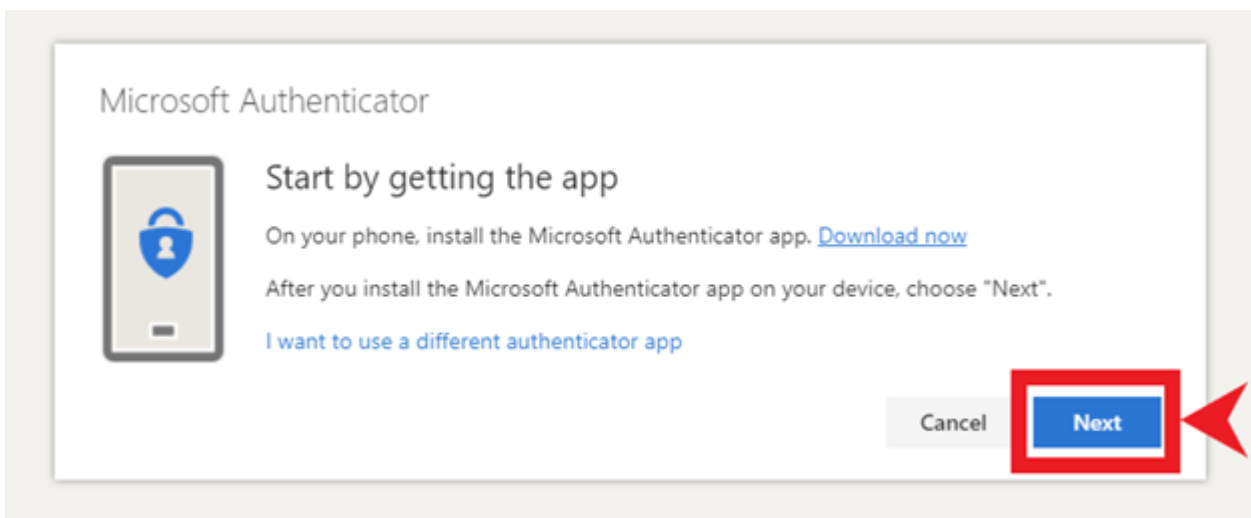 Microsoft Authenticator
Start by getting the app
On your phone, install the Microsoft Authenticator app. Download now
After you install the Microsoft Authenticator app on your device, choose "Next".
I want to use a different authenticator app
Cancel Next